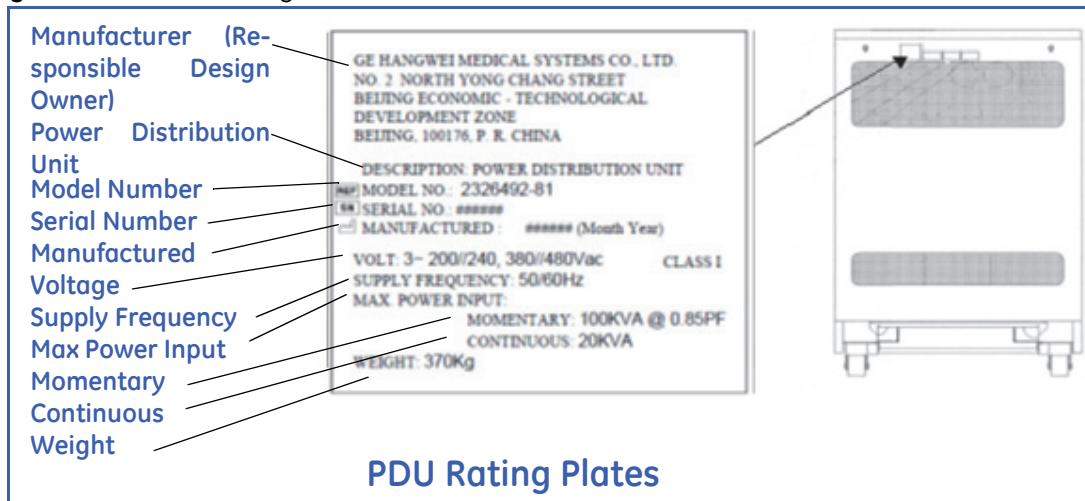 Manufacturer (Re-
sponsible Design
Owner)
Power Distribution
Unit
Model Number
Serial Number
Manufactured
Voltage
Supply Frequency
Max Power Input
Momentary
Continuous
Weight
GE HANGWEI MEDICAL SYSTEMS CO., LTD.
NO. 2 NORTH YONG CHANG STREET
BEIJING ECONOMIC - TECHNOLOGICAL
DEVELOPMENT ZONE
BEIJING, 100176, P. R. CHINA
DESCRIPTION: POWER DISTRIBUTION UNIT
REF MODEL NO.: 2326492-81
SN SERIAL NO.: ######
MANUFACTURED : ###### (Month Year)
VOLT: 3~ 200//240, 380//480Vac CLASS I
SUPPLY FREQUENCY: 50/60Hz
MAX. POWER INPUT:
MOMENTARY: 100KVA @ 0.85PF
CONTINUOUS: 20KVA
WEIGHT: 370Kg
PDU Rating Plates